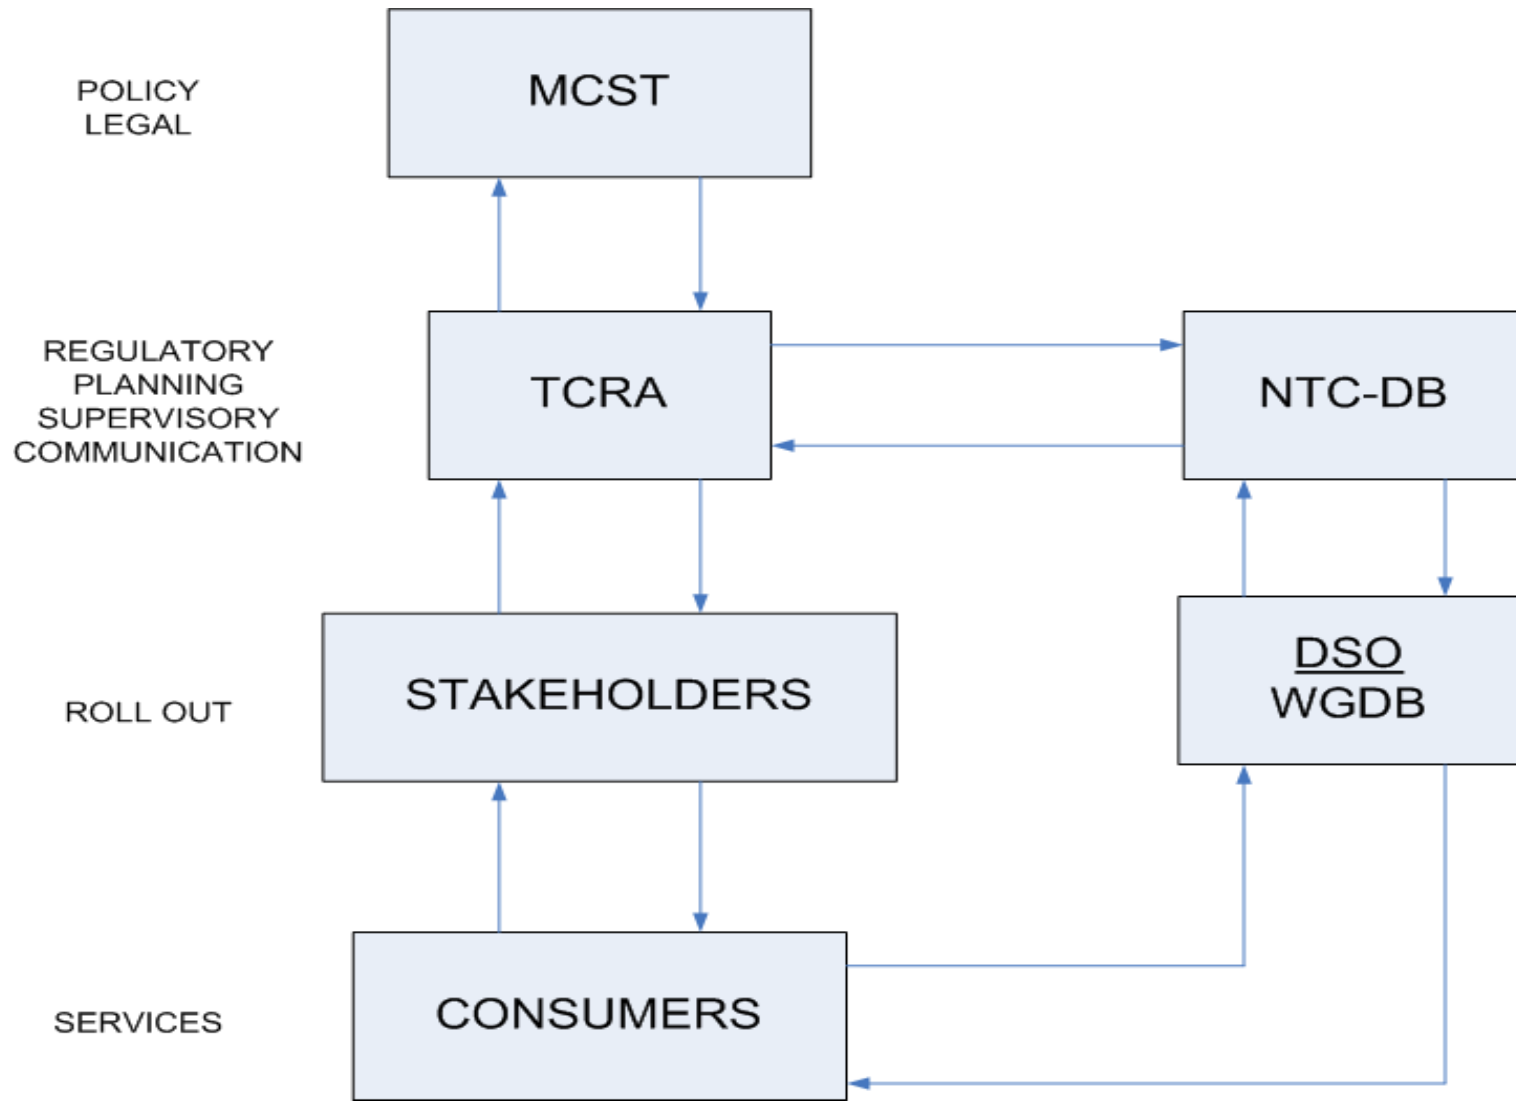 POLICY
LEGAL
MCST
REGULATORY
PLANNING
SUPERVISORY
COMMUNICATION
TCRA
NTC-DB
ROLL OUT
STAKEHOLDERS
DSO
WGDB
SERVICES
CONSUMERS